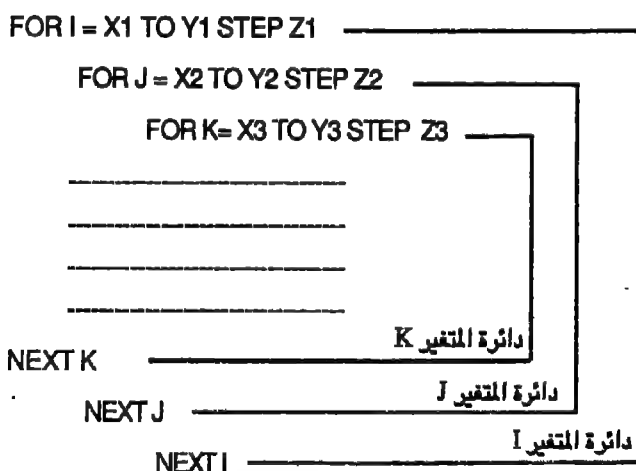 FOR I = X1 TO Y1 STEP Z1
FOR J = X2 TO Y2 STEP Z2
FOR K= X3 TO Y3 STEP Z3
دائرة المتغير K
NEXT K
دائرة المتغير J
NEXT J
دائرة المتغير I
NEXT I